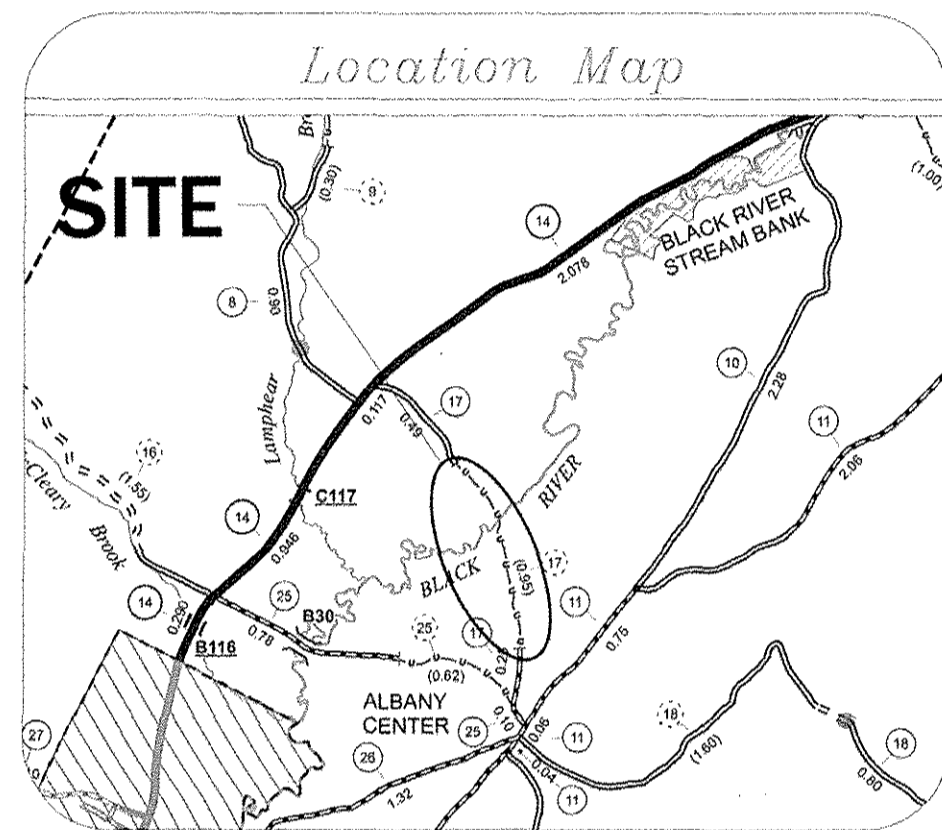 Location Map
SITE
Br
(0.30)
9
(1.00)
14
2.078
BLACK RIVER
STREAM BANK
8
0.90
10
2.28
0.117
0.49
17
11
2.06
Lamphear
16
(1.55)
Cleary
Brook
C117
14
0.946
RIVER
BLACK
17
(0.95)
14
0.290
B116
25
0.78
B30
25
(0.62)
17
11
0.75
ALBANY
CENTER
0.10
25
0.06
11
0.04
11
18
(1.60)
18
0.80
27
26
1.32